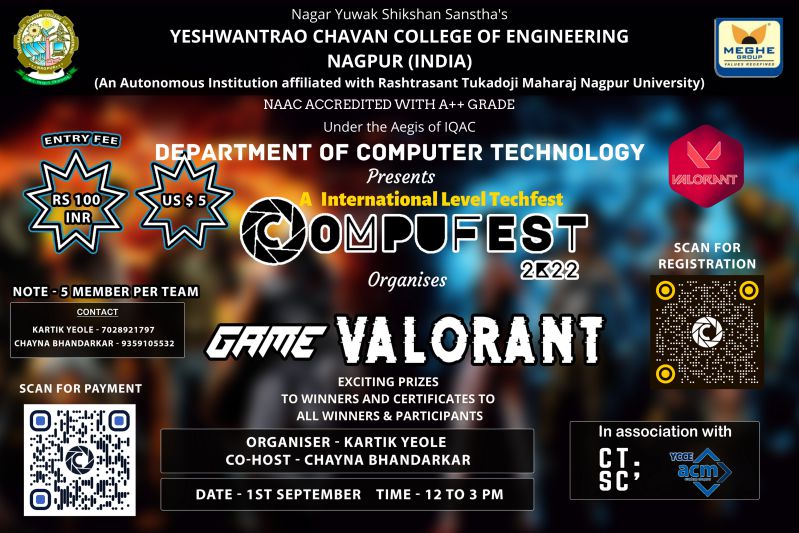 Nagar Yuwak Shikshan Sanstha's
YESHWANTRAO CHAVAN COLLEGE OF ENGINEERING
NAGPUR (INDIA)
(An Autonomous Institution affiliated with Rashtrasant Tukadoji Maharaj Nagpur University)
NAAC ACCREDITED WITH A++ GRADE
Under the Aegis of IQAC
DEPARTMENT OF COMPUTER TECHNOLOGY
Presents
A International Level Techfest
COMPUFEST
2K22
Organises
GAME VALORANT
MEGHE
GROUP
VALUES REDEFINED
ENTRY FEE
RS 100
INR
US $ 5
VALORANT
SCAN FOR
REGISTRATION
NOTE - 5 MEMBER PER TEAM
CONTACT
KARTIK YEOLE - 7028921797
CHAYNA BHANDARKAR - 9359105532
SCAN FOR PAYMENT
EXCITING PRIZES
TO WINNERS AND CERTIFICATES TO
ALL WINNERS & PARTICIPANTS
ORGANISER - KARTIK YEOLE
CO-HOST - CHAYNA BHANDARKAR
DATE - 1ST SEPTEMBER TIME - 12 TO 3 PM
In association with
CT
SC;
YCCE
acm